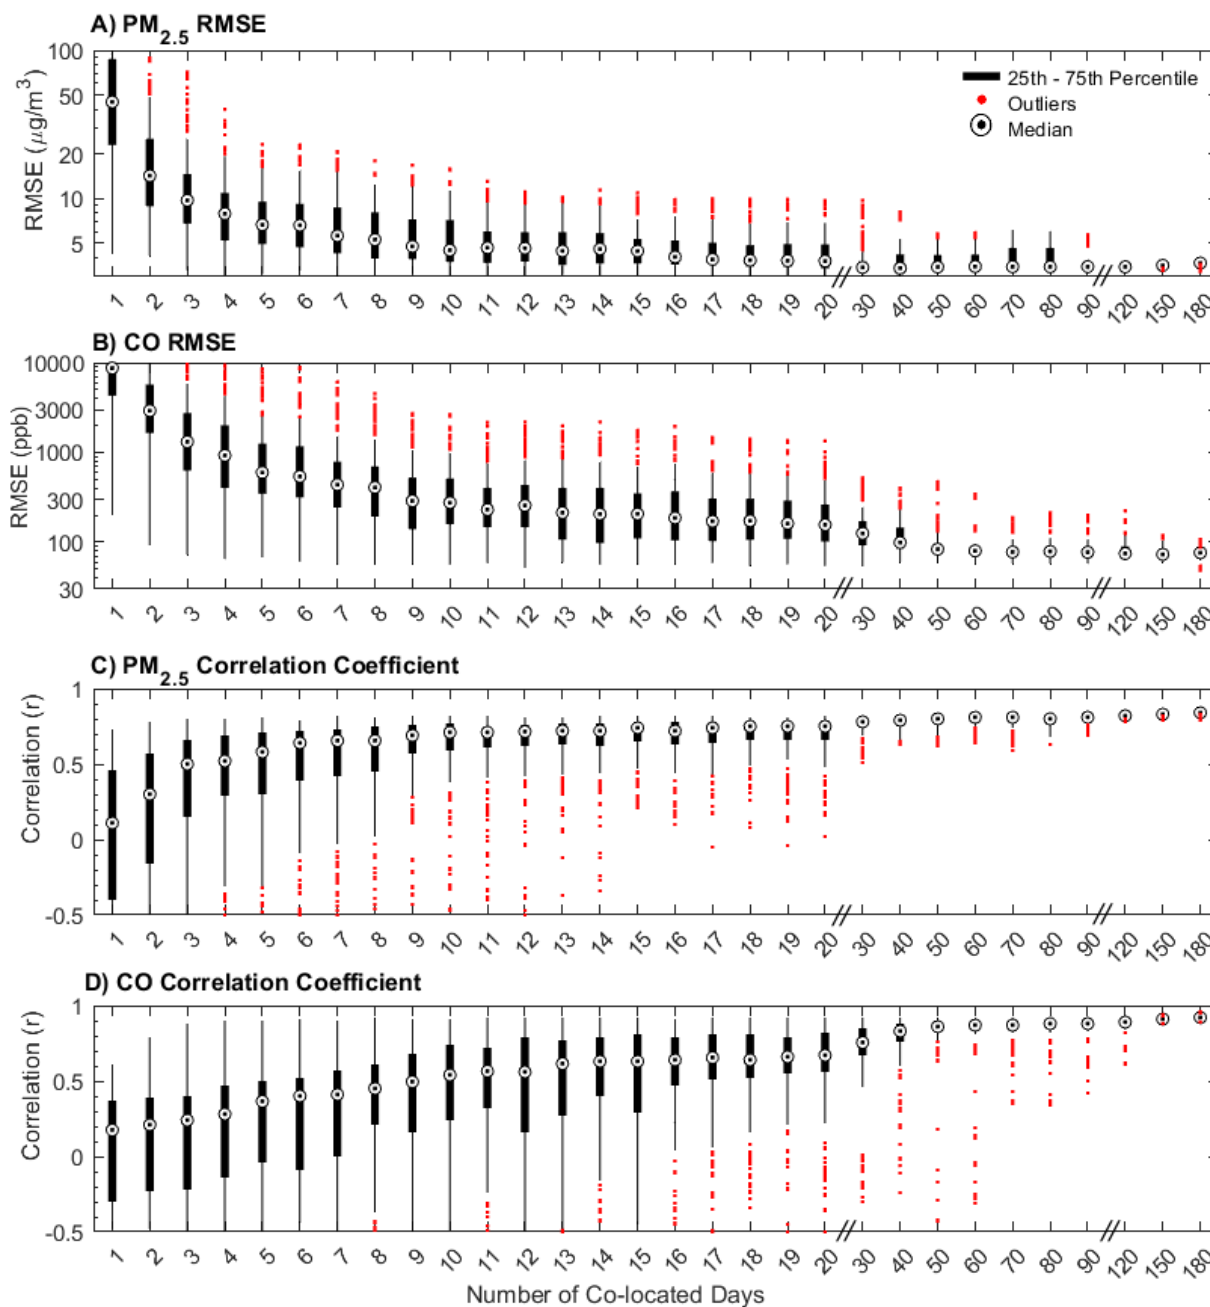 A) PM2.5 RMSE
100
50
20
10
5
RMSE (μg/m³)
25th - 75th Percentile
Outliers
Median
1 2 3 4 5 6 7 8 9 10 11 12 13 14 15 16 17 18 19 20 // 30 40 50 60 70 80 90 // 120 150 180
B) CO RMSE
10000
3000
1000
300
100
30
RMSE (ppb)
1 2 3 4 5 6 7 8 9 10 11 12 13 14 15 16 17 18 19 20 // 30 40 50 60 70 80 90 // 120 150 180
C) PM2.5 Correlation Coefficient
1
0.5
0
-0.5
Correlation (r)
1 2 3 4 5 6 7 8 9 10 11 12 13 14 15 16 17 18 19 20 // 30 40 50 60 70 80 90 // 120 150 180
D) CO Correlation Coefficient
1
0.5
0
-0.5
Correlation (r)
1 2 3 4 5 6 7 8 9 10 11 12 13 14 15 16 17 18 19 20 // 30 40 50 60 70 80 90 // 120 150 180
Number of Co-located Days